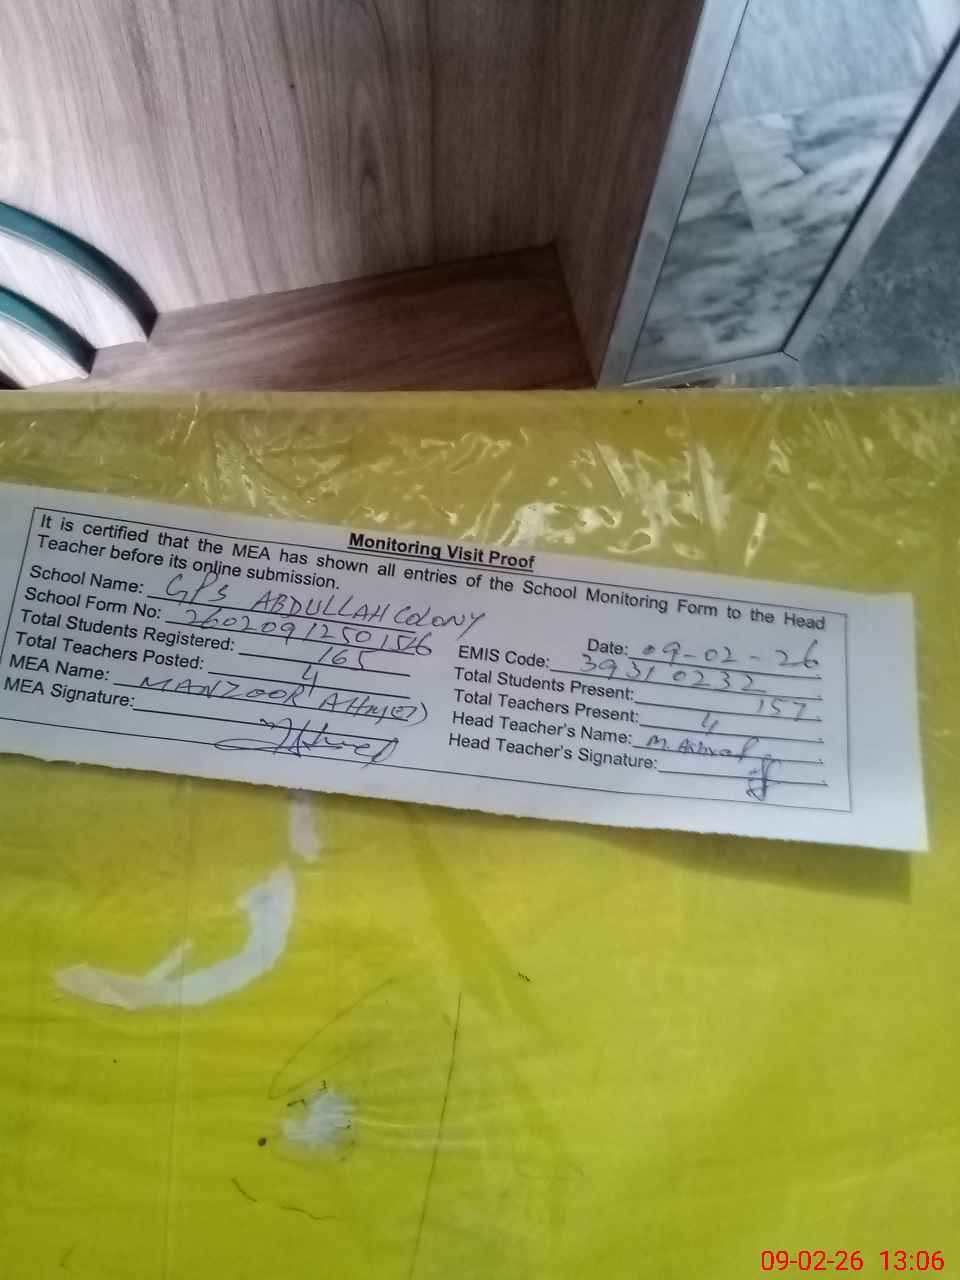 Monitoring Visit Proof
It is certified that the MEA has shown all entries of the School Monitoring Form to the Head
Teacher before its online submission.
Date: 09-02-26
School Name: GPS ABDULLAH COLONY
EMIS Code: 39310232
School Form No: 2602091250156
Total Students Present: 157
Total Students Registered: 165
Total Teachers Present: 4
Total Teachers Posted: 4
Head Teacher's Name: M. Ashraf
MEA Name: MANZOOR AHMED
Head Teacher's Signature:
MEA Signature:
09-02-26 13:06